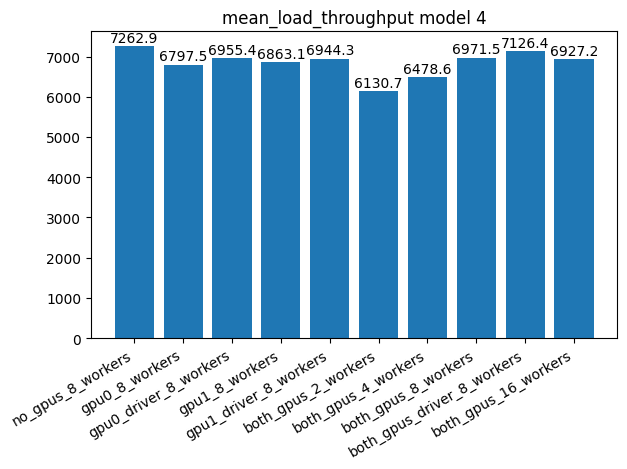 mean_load_throughput model 4
7262.9
6797.5
6955.4
6863.1
6944.3
6130.7
6478.6
6971.5
7126.4
6927.2
7000
6000
5000
4000
3000
2000
1000
0
no_gpus_8_workers
gpu0_8_workers
gpu0_driver_8_workers
gpu1_8_workers
gpu1_driver_8_workers
both_gpus_2_workers
both_gpus_4_workers
both_gpus_8_workers
both_gpus_driver_8_workers
both_gpus_16_workers